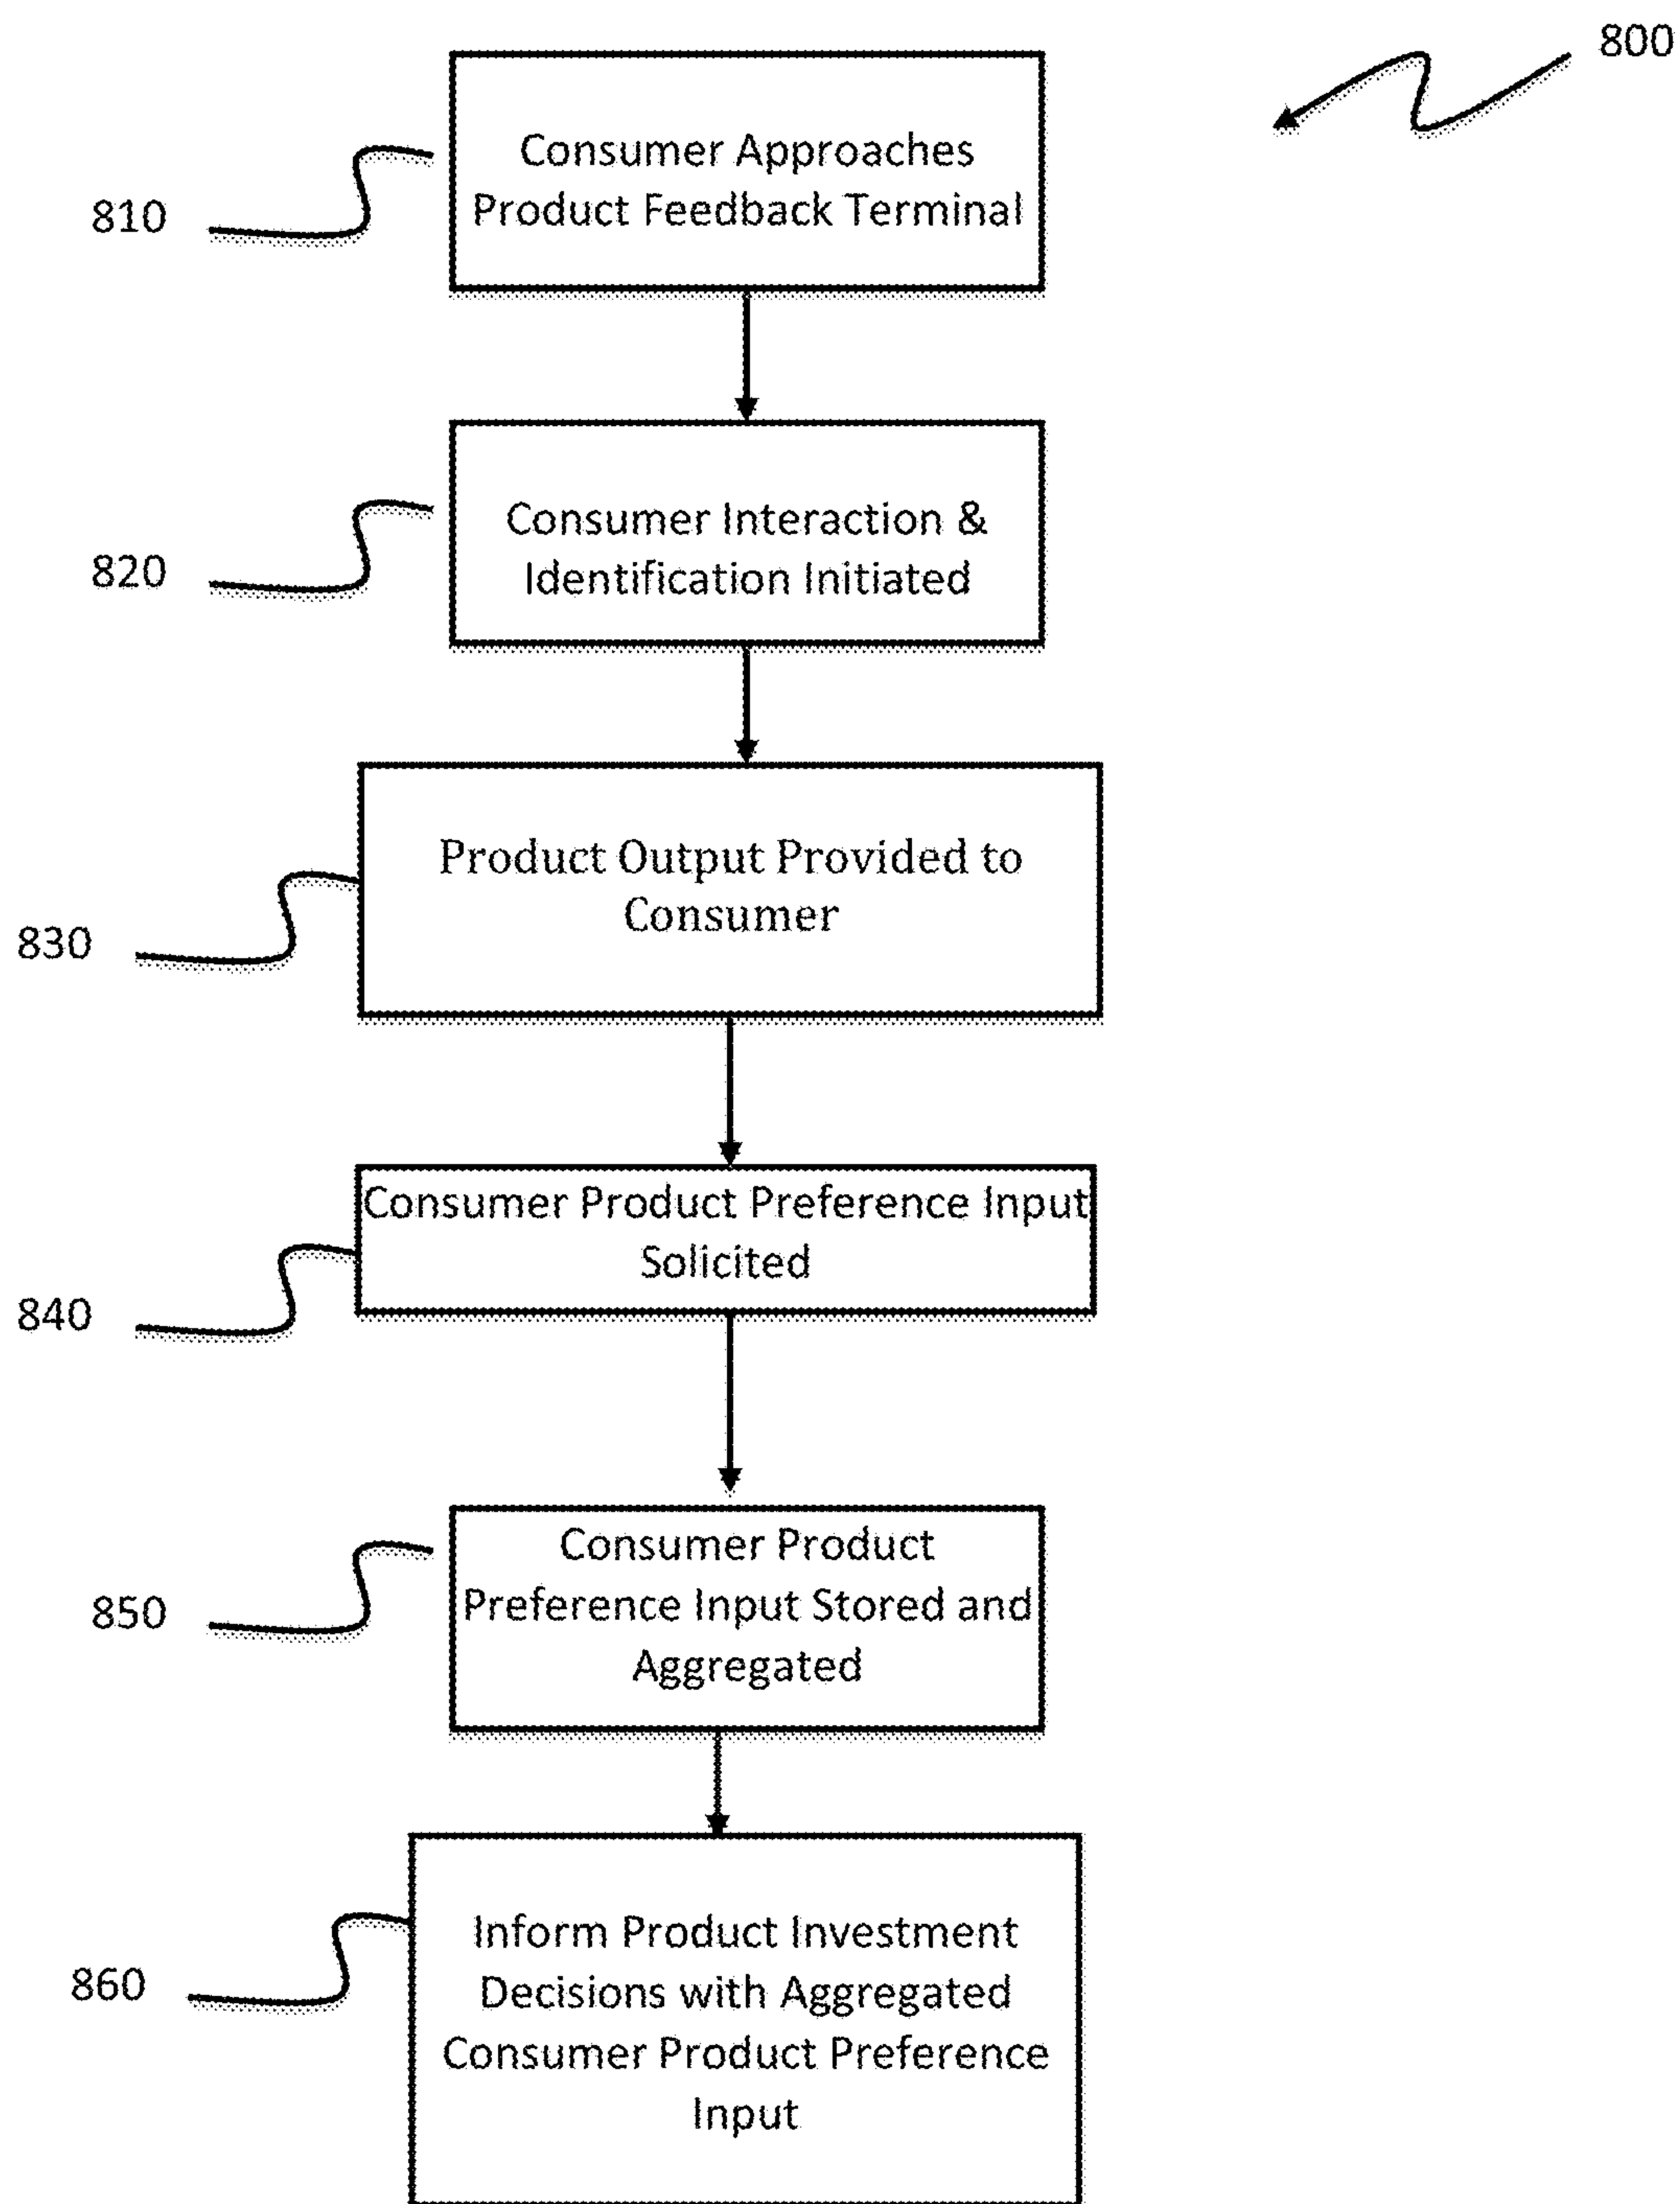 800
Consumer Approaches
Product Feedback Terminal
810
Consumer Interaction &
Identification Initiated
820
Product Output Provided to
Consumer
830
Consumer Product Preference Input
Solicited
840
Consumer Product
Preference Input Stored and
Aggregated
850
Inform Product Investment
Decisions with Aggregated
Consumer Product Preference
Input
860